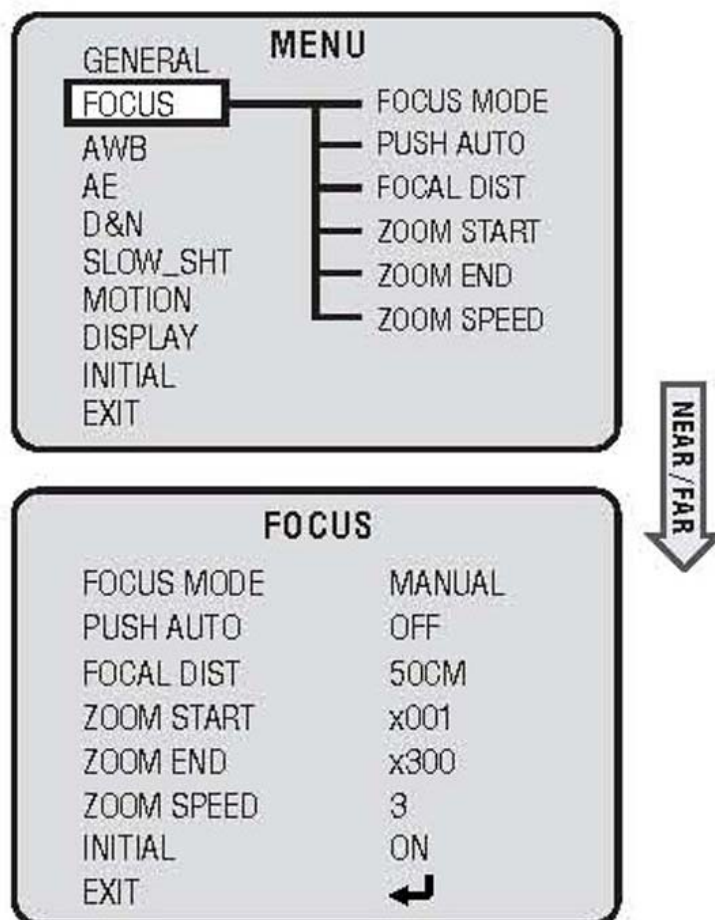 MENU
GENERAL
FOCUS
AWB
AE
D&N
SLOW_SHT
MOTION
DISPLAY
INITIAL
EXIT
FOCUS MODE
PUSH AUTO
FOCAL DIST
ZOOM START
ZOOM END
ZOOM SPEED
NEAR/FAR
FOCUS
FOCUS MODE MANUAL
PUSH AUTO OFF
FOCAL DIST 50CM
ZOOM START x001
ZOOM END x300
ZOOM SPEED 3
INITIAL ON
EXIT ↵